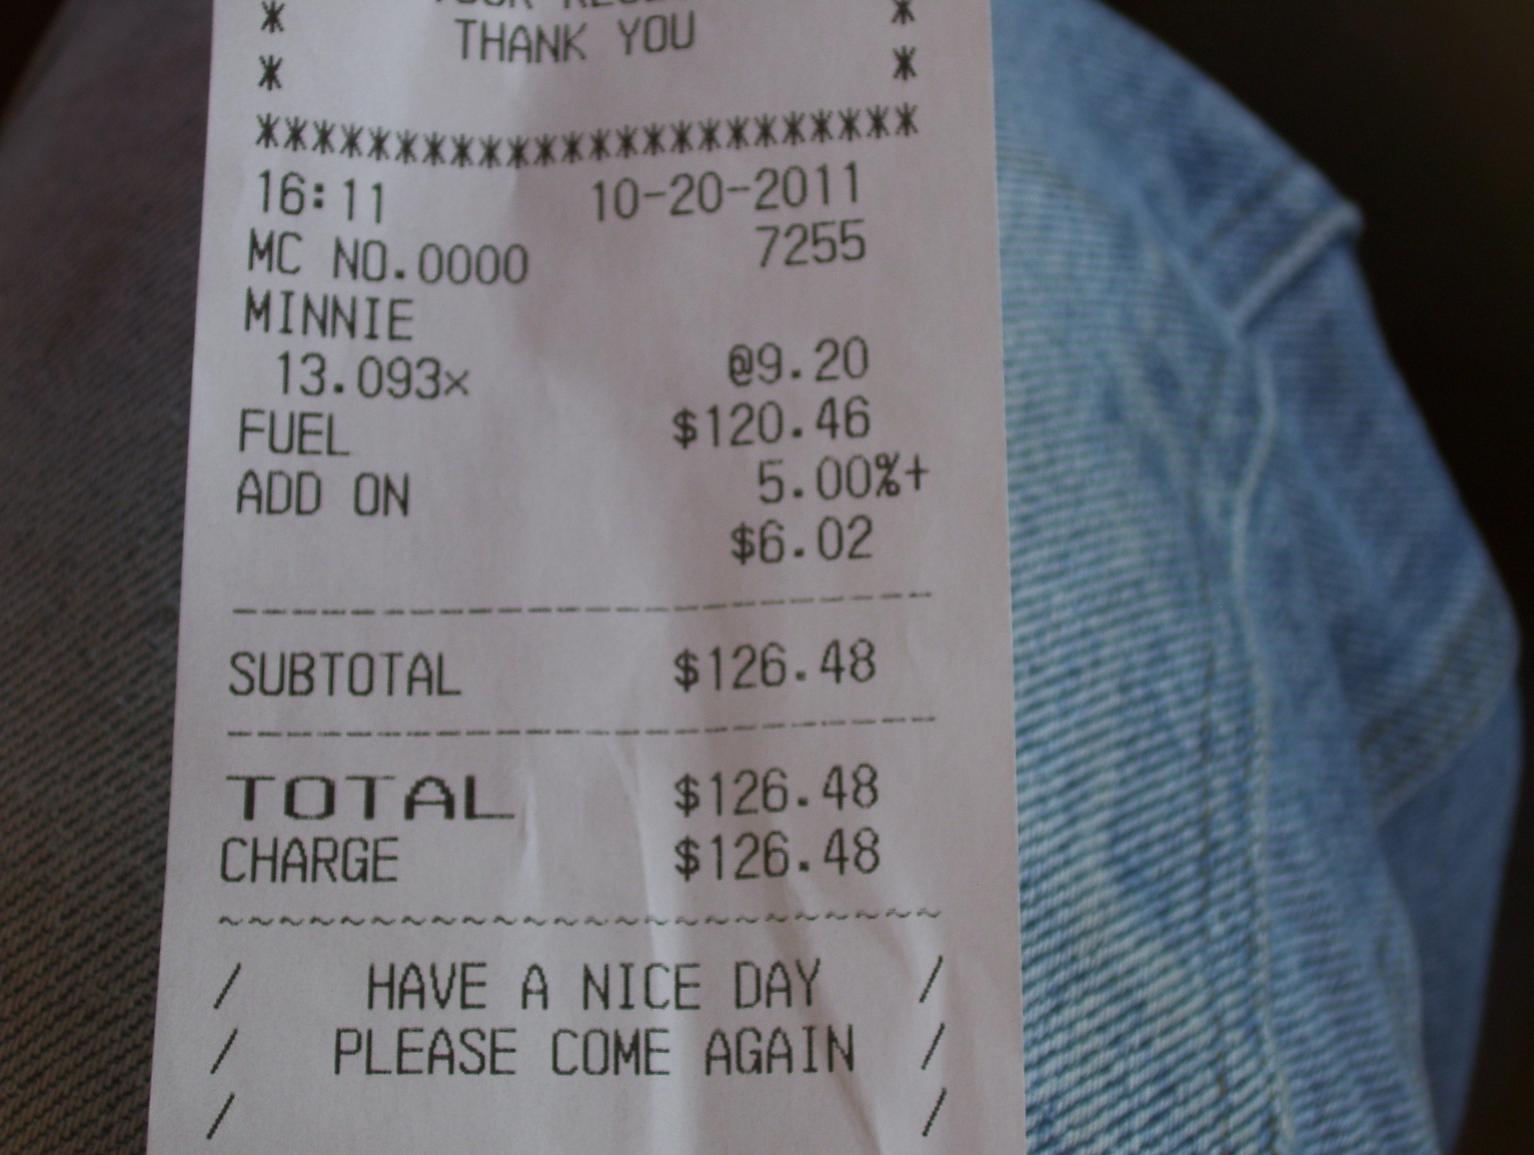 * THANK YOU *
* *
************************
16:11 10-20-2011
MC NO.0000 7255
MINNIE
13.093x @9.20
FUEL $120.46
ADD ON 5.00%+
$6.02
------------------------
SUBTOTAL $126.48
------------------------
TOTAL $126.48
CHARGE $126.48
~~~~~~~~~~~~~~~~~~~~~~~~
/ HAVE A NICE DAY /
/ PLEASE COME AGAIN /
/ /